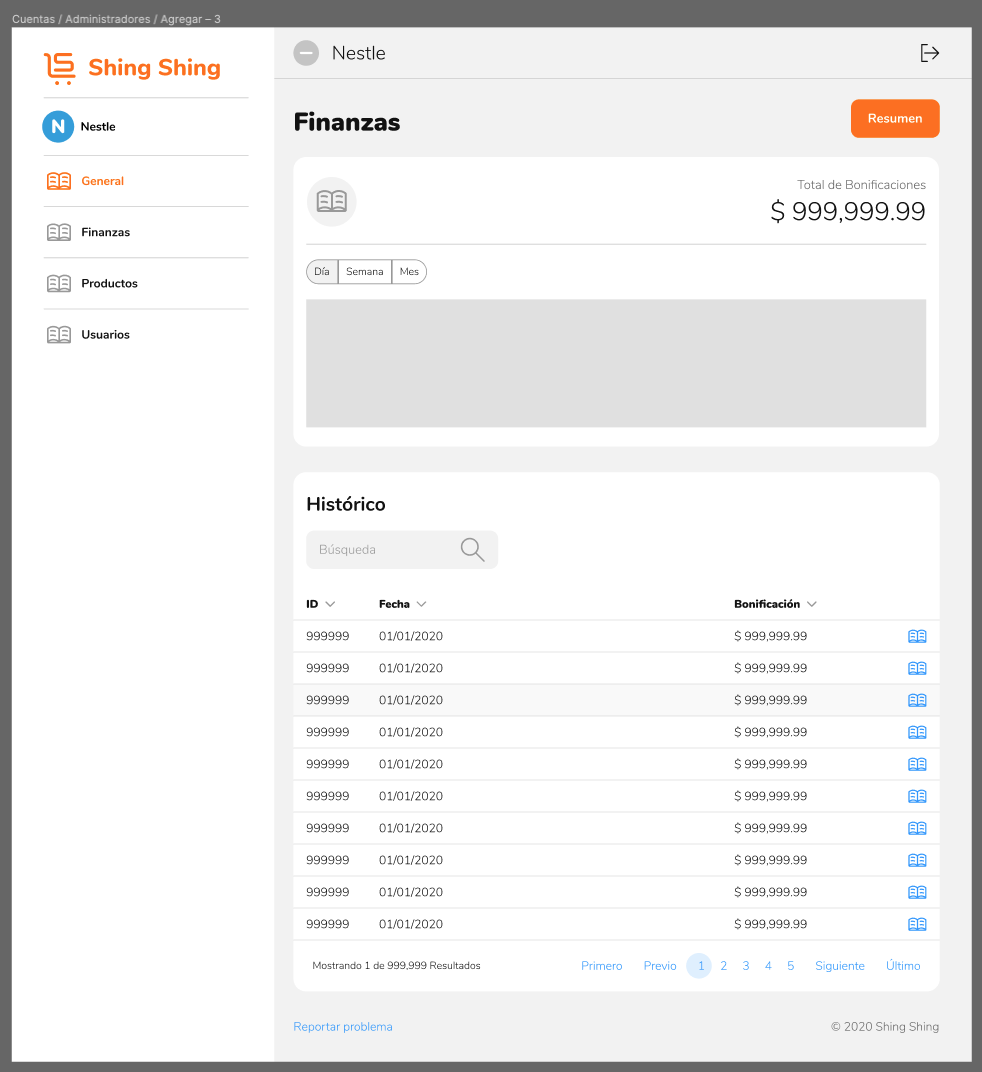 Cuentas / Administradores / Agregar – 3
Shing Shing
Nestle
N Nestle
General
Finanzas
Productos
Usuarios
Finanzas
Resumen
Total de Bonificaciones
$ 999,999.99
Día Semana Mes
Histórico
Búsqueda
ID Fecha Bonificación
999999 01/01/2020 $ 999,999.99
999999 01/01/2020 $ 999,999.99
999999 01/01/2020 $ 999,999.99
999999 01/01/2020 $ 999,999.99
999999 01/01/2020 $ 999,999.99
999999 01/01/2020 $ 999,999.99
999999 01/01/2020 $ 999,999.99
999999 01/01/2020 $ 999,999.99
999999 01/01/2020 $ 999,999.99
999999 01/01/2020 $ 999,999.99
Mostrando 1 de 999,999 Resultados Primero Previo 1 2 3 4 5 Siguiente Último
Reportar problema © 2020 Shing Shing